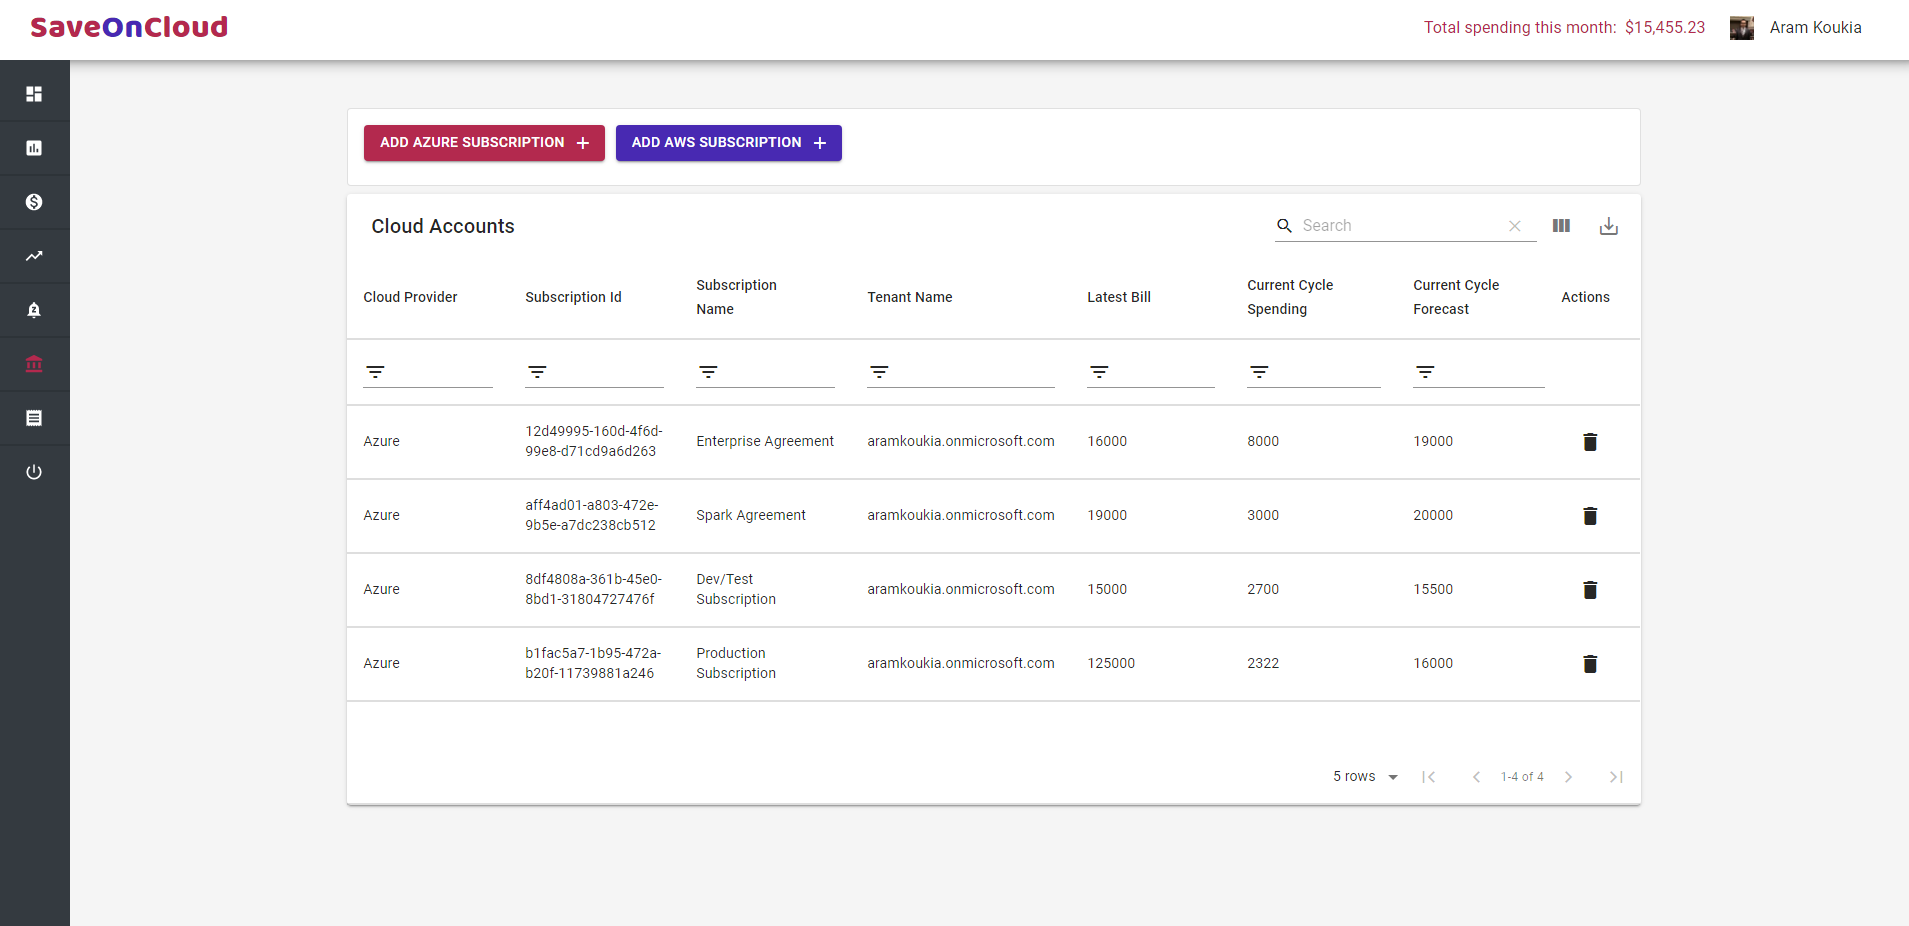 SaveOnCloud
Total spending this month: $15,455.23
Aram Koukia
ADD AZURE SUBSCRIPTION +
ADD AWS SUBSCRIPTION +
Cloud Accounts
Search
Cloud Provider
Subscription Id
Subscription
Name
Tenant Name
Latest Bill
Current Cycle
Spending
Current Cycle
Forecast
Actions
Azure
12d49995-160d-4f6d-
99e8-d71cd9a6d263
Enterprise Agreement
aramkoukia.onmicrosoft.com
16000
8000
19000
Azure
aff4ad01-a803-472e-
9b5e-a7dc238cb512
Spark Agreement
aramkoukia.onmicrosoft.com
19000
3000
20000
Azure
8df4808a-361b-45e0-
8bd1-31804727476f
Dev/Test
Subscription
aramkoukia.onmicrosoft.com
15000
2700
15500
Azure
b1fac5a7-1b95-472a-
b20f-11739881a246
Production
Subscription
aramkoukia.onmicrosoft.com
125000
2322
16000
5 rows
1-4 of 4